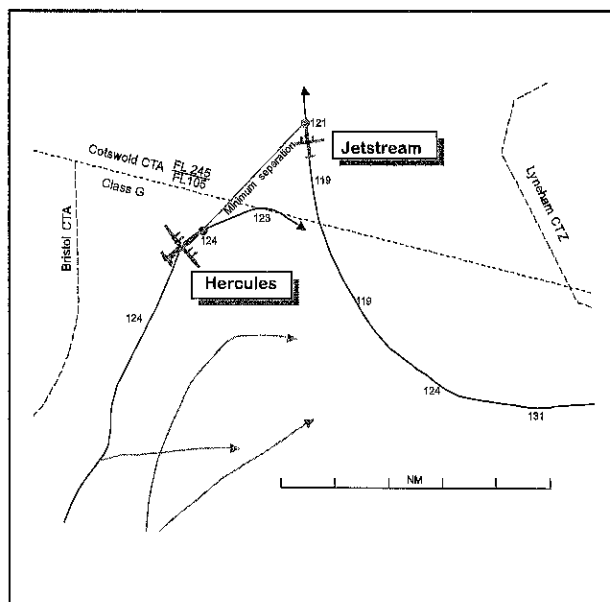 121
Jetstream
Minimum separation
119
Cotswold CTA FL 245
FL 105
Class G
Lyneham CTZ
Bristol CTA
123
124
Hercules
124
119
124
131
NM